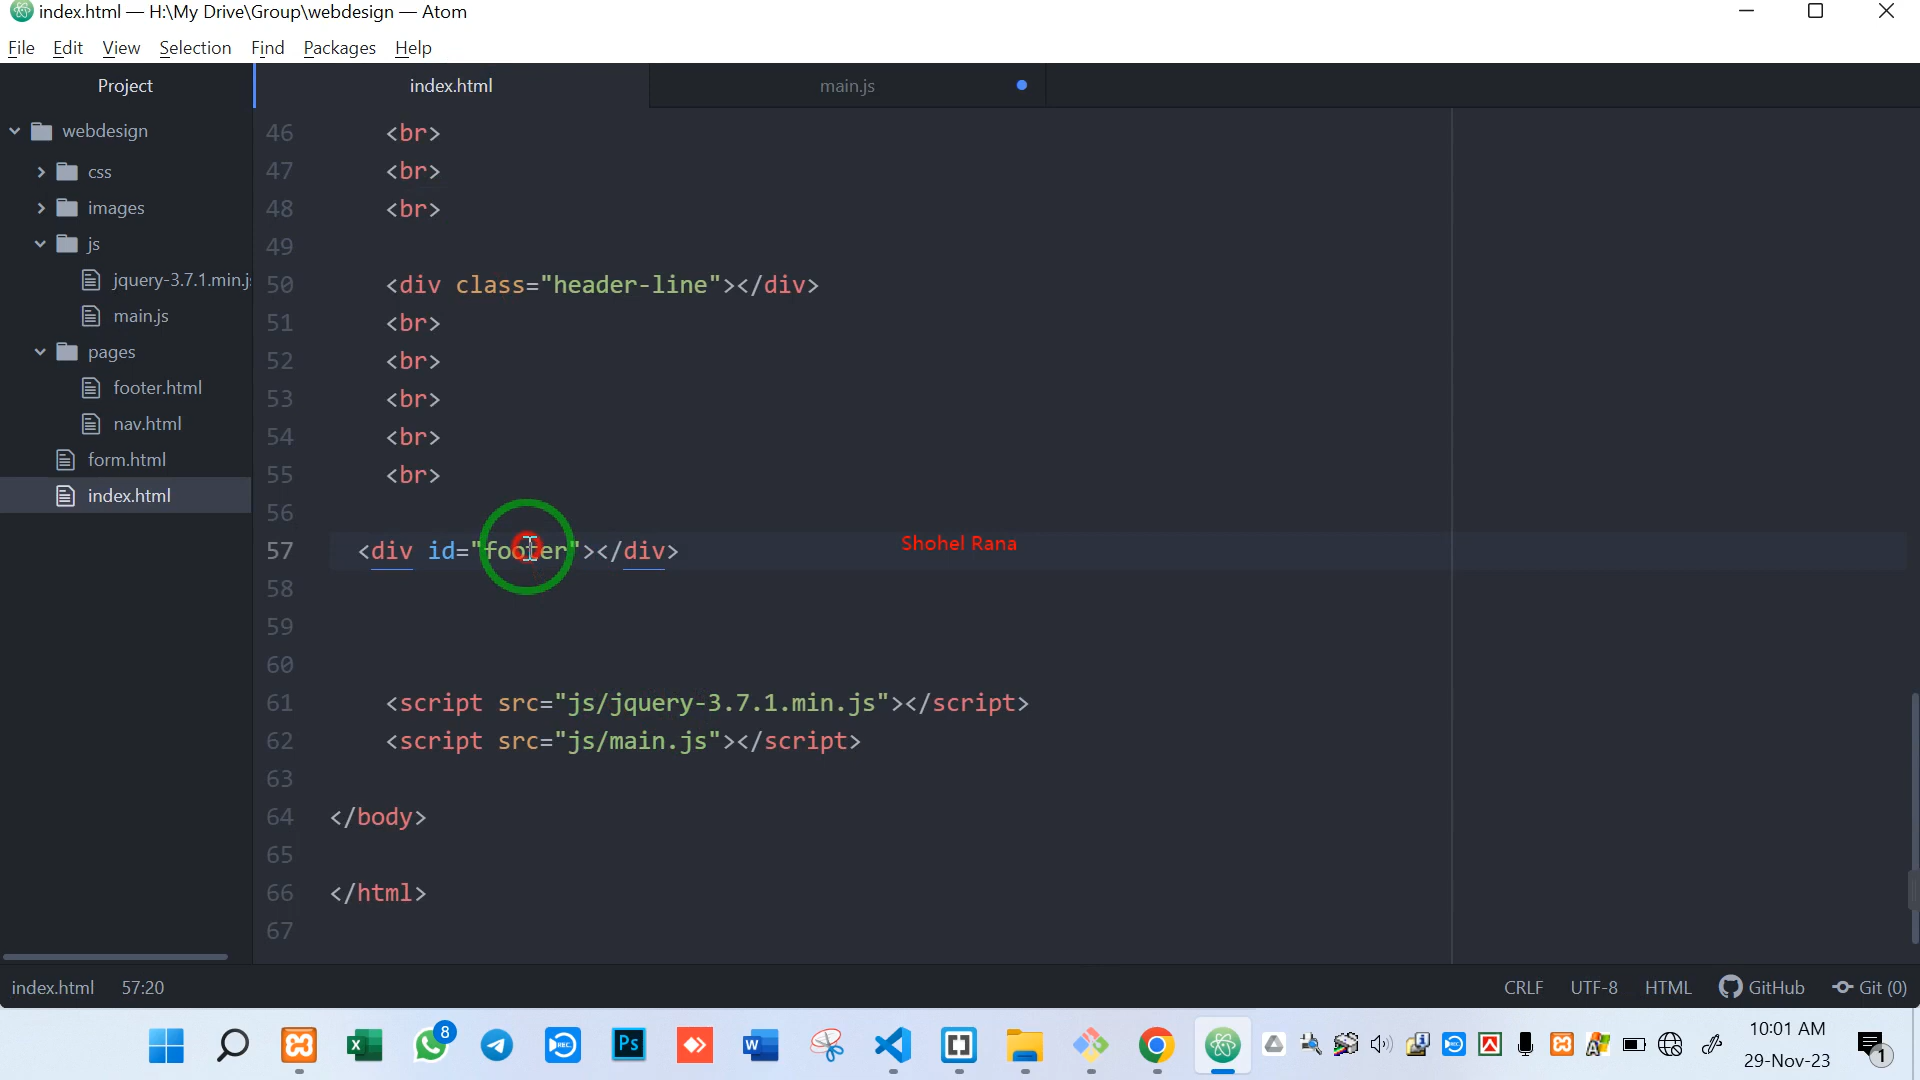 index.html — H:\My Drive\Group\webdesign — Atom
File Edit View Selection Find Packages Help
Project
index.html
main.js
webdesign
css
images
js
jquery-3.7.1.min.j
main.js
pages
footer.html
nav.html
form.html
index.html
46 <br>
47 <br>
48 <br>
49
50 <div class="header-line"></div>
51 <br>
52 <br>
53 <br>
54 <br>
55 <br>
56
57 <div id="footer"></div>
Shohel Rana
58
59
60
61 <script src="js/jquery-3.7.1.min.js"></script>
62 <script src="js/main.js"></script>
63
64 </body>
65
66 </html>
67
index.html 57:20 CRLF UTF-8 HTML GitHub Git (0)
8
REC
Ps
W
10:01 AM
29-Nov-23
1